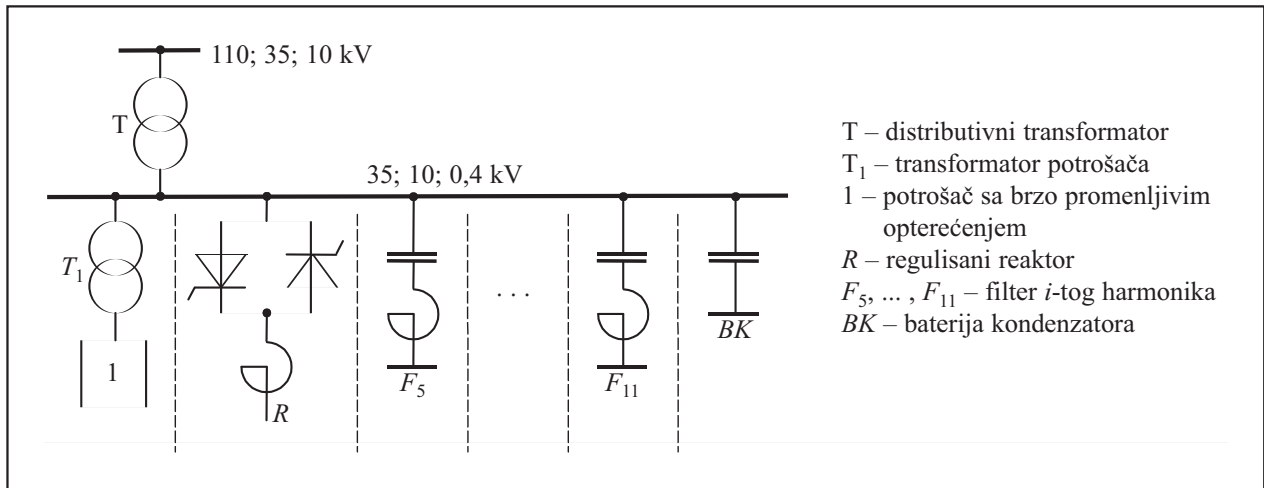 110; 35; 10 kV
T
35; 10; 0,4 kV
T₁
1
R
F₅
. . .
F₁₁
BK
T – distributivni transformator
T₁ – transformator potrošača
1 – potrošač sa brzo promenljivim
opterećenjem
R – regulisani reaktor
F₅, ... , F₁₁ – filter i-tog harmonika
BK – baterija kondenzatora